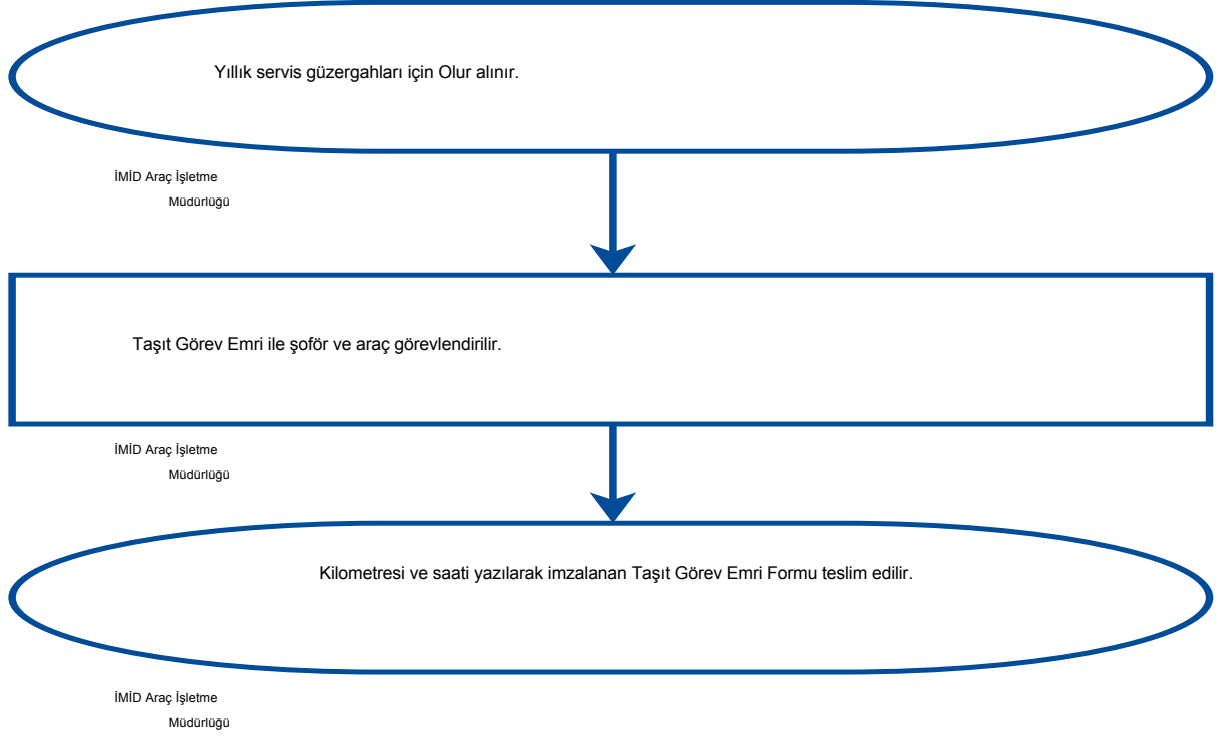 Yıllık servis güzergahları için Olur alınır.
İMİD Araç İşletme
Müdürlüğü
Taşıt Görev Emri ile şoför ve araç görevlendirilir.
İMİD Araç İşletme
Müdürlüğü
Kilometresi ve saati yazılarak imzalanan Taşıt Görev Emri Formu teslim edilir.
İMİD Araç İşletme
Müdürlüğü